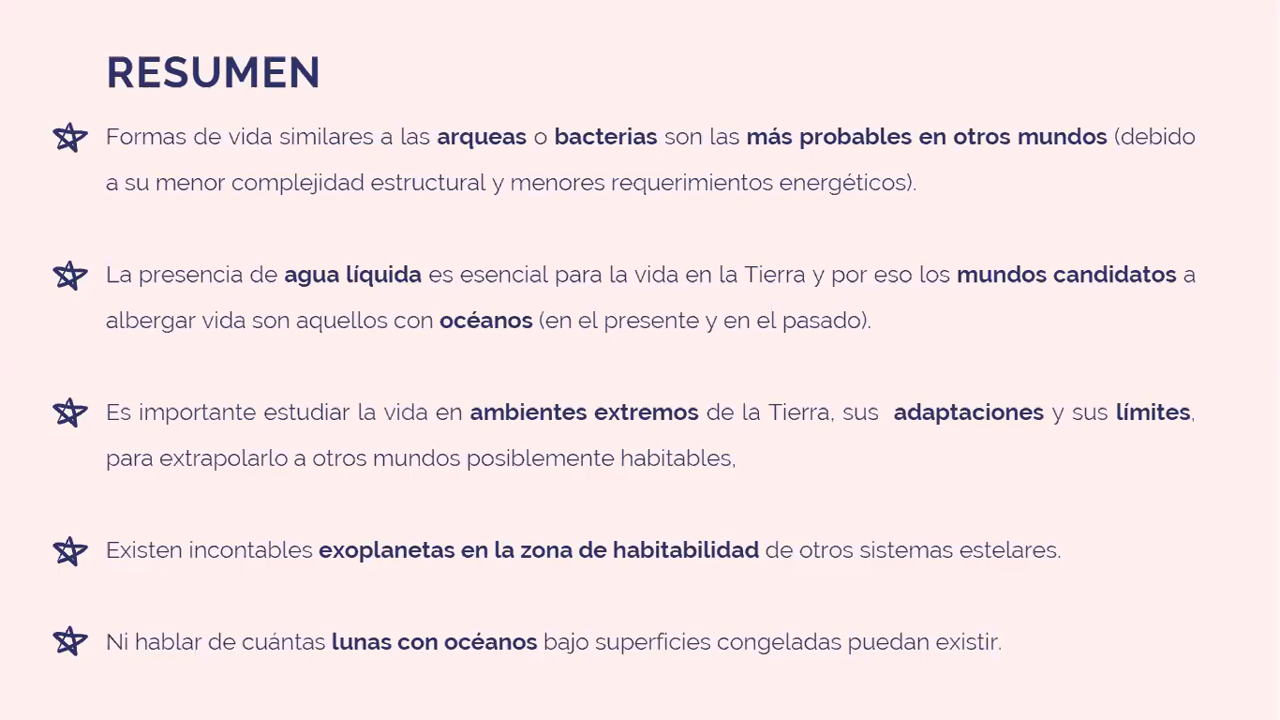 RESUMEN
Formas de vida similares a las arqueas o bacterias son las más probables en otros mundos (debido
a su menor complejidad estructural y menores requerimientos energéticos).
La presencia de agua líquida es esencial para la vida en la Tierra y por eso los mundos candidatos a
albergar vida son aquellos con océanos (en el presente y en el pasado).
Es importante estudiar la vida en ambientes extremos de la Tierra, sus adaptaciones y sus límites,
para extrapolarlo a otros mundos posiblemente habitables,
Existen incontables exoplanetas en la zona de habitabilidad de otros sistemas estelares.
Ni hablar de cuántas lunas con océanos bajo superficies congeladas puedan existir.